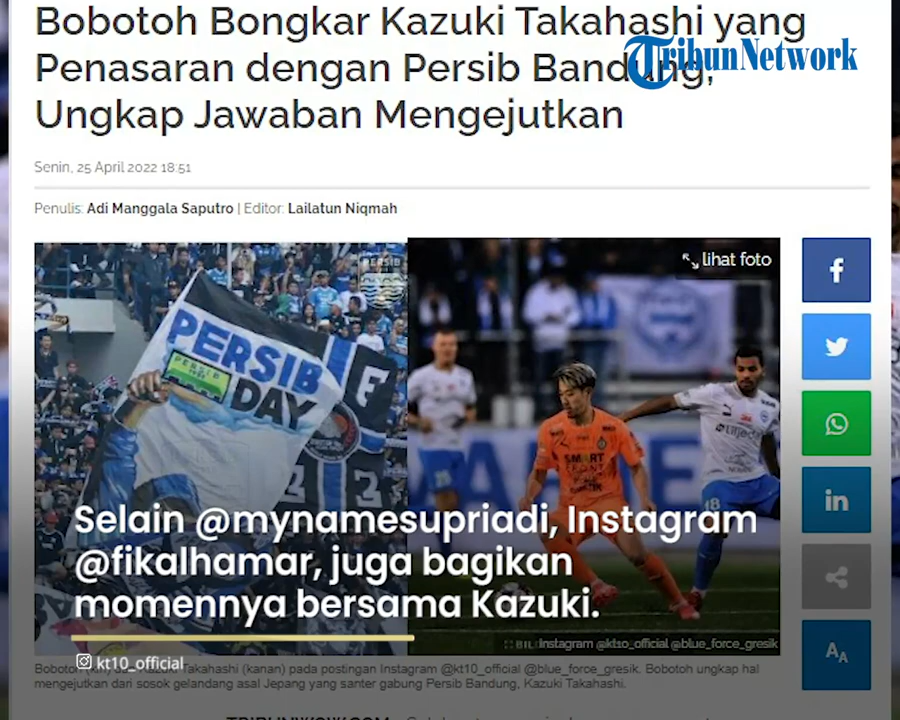 Bobotoh Bongkar Kazuki Takahashi yang
Penasaran dengan Persib Bandung,
Ungkap Jawaban Mengejutkan
TribunNetwork
Senin, 25 April 2022 18:51
Penulis: Adi Manggala Saputro | Editor: Lailatun Niqmah
lihat foto
PERSIB
PERSIB
DAY
SMART
Selain @mynamesupriadi, Instagram
@fikalhamar, juga bagikan
momennya bersama Kazuki.
Instagram @kt10_official @blue_force_gresik
kt10_official
Takahashi (kanan) pada postingan Instagram @kt10_official @blue_force_gresik. Bobotoh ungkap hal
mengejutkan dari sosok gelandang asal Jepang yang santer gabung Persib Bandung, Kazuki Takahashi.